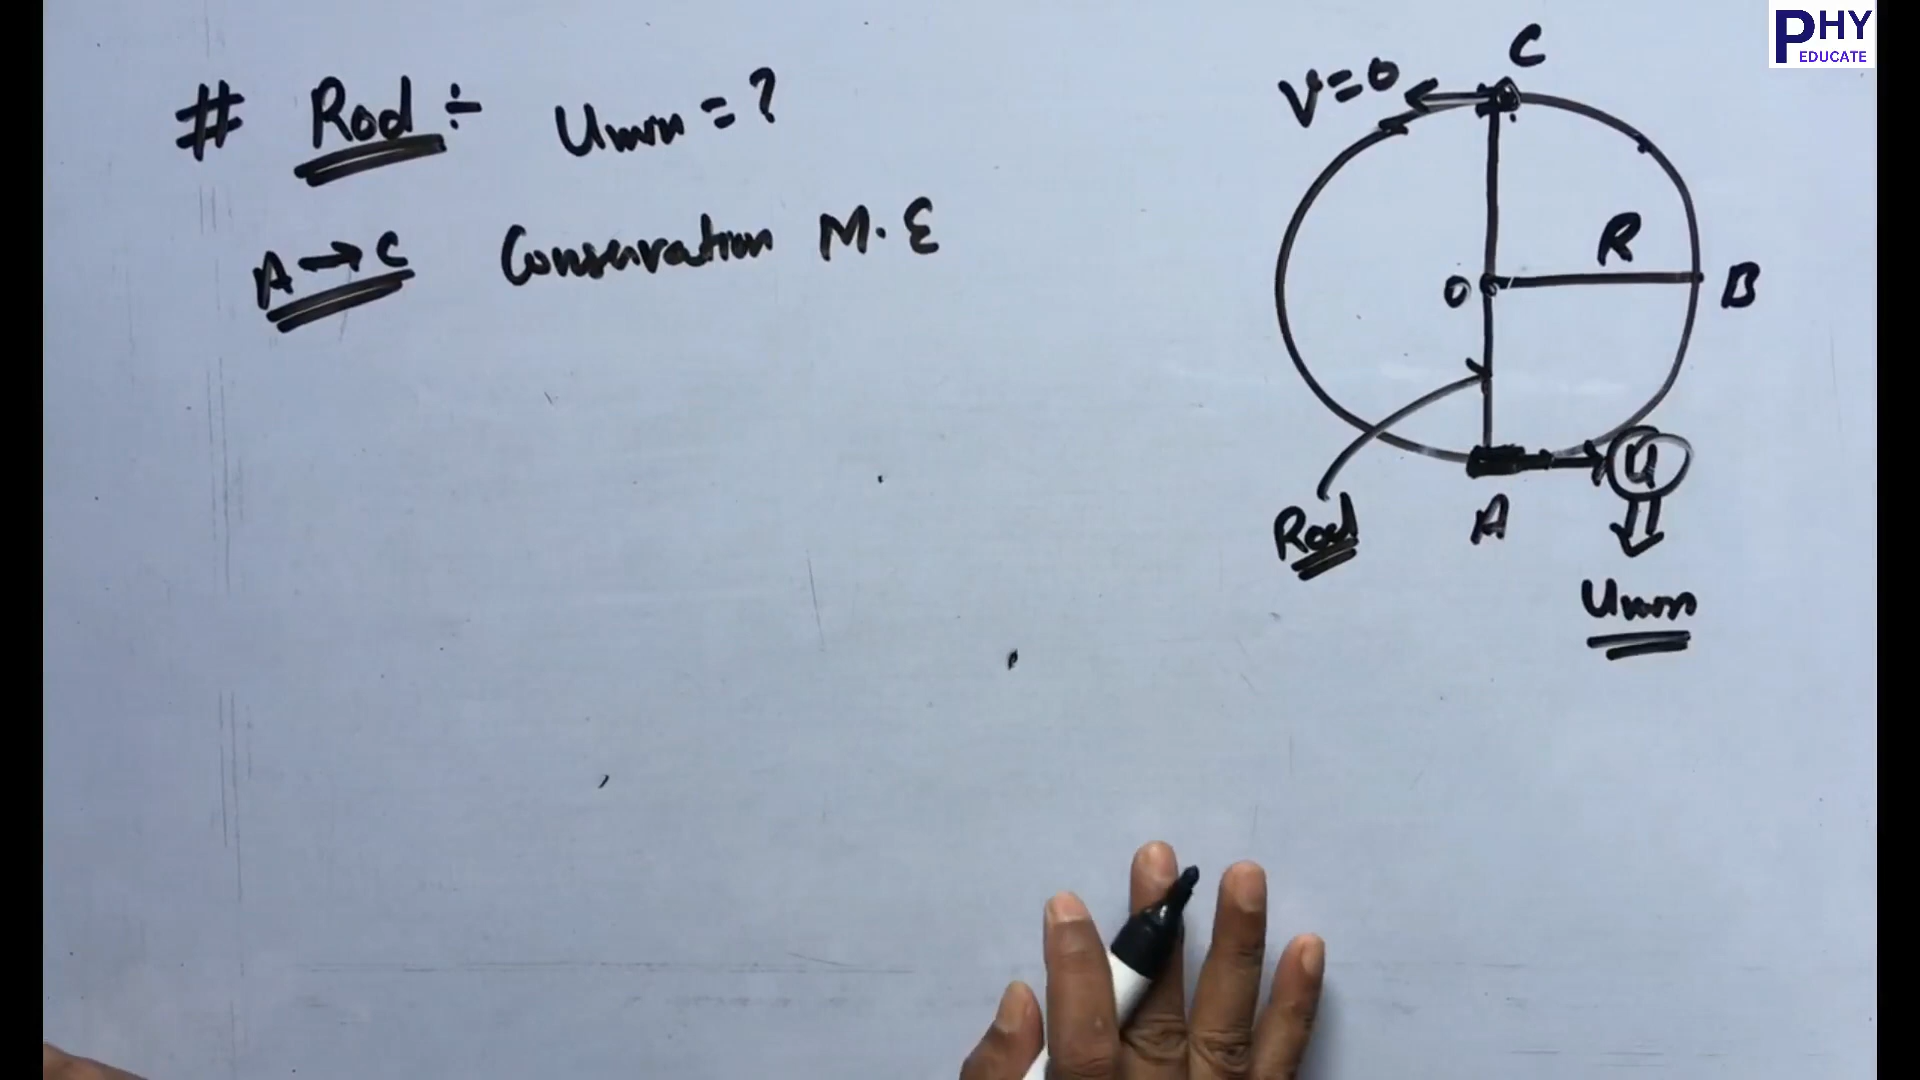 # Rod ÷ Umin = ?
A → C Conservation M.E
C
V=0
R
O
B
U
A
Rod
Umin
PHY
EDUCATE